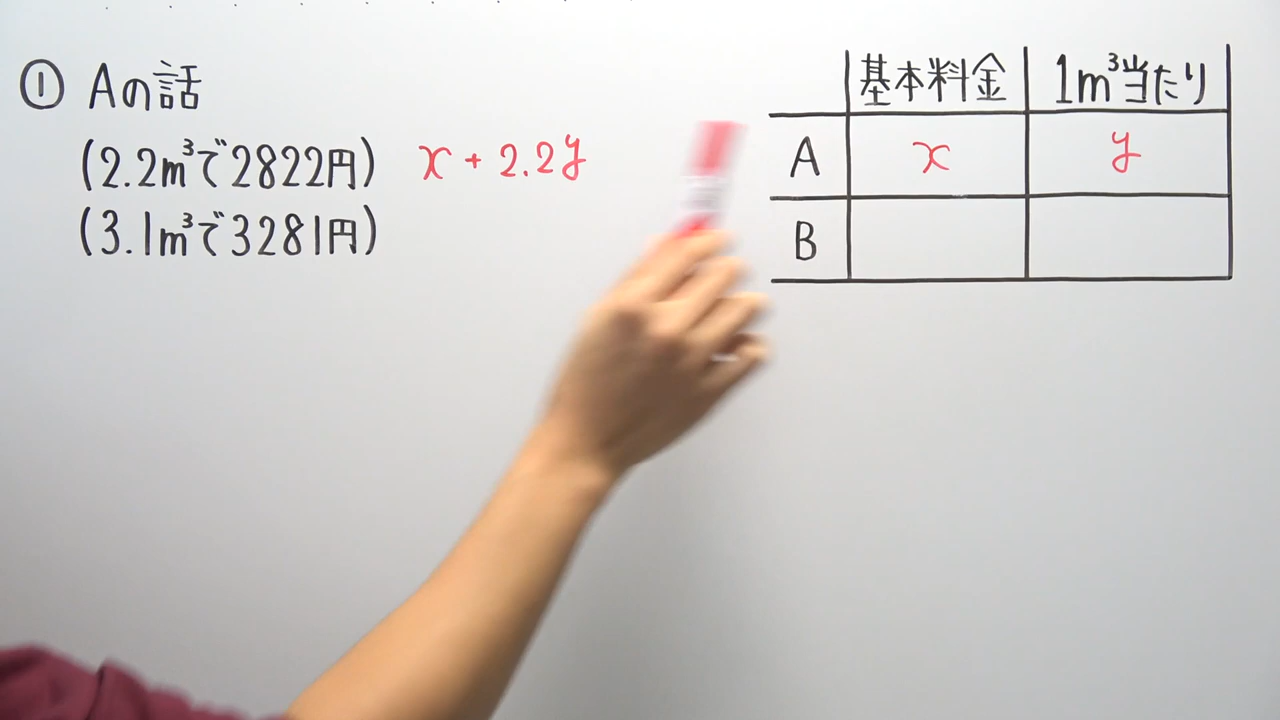 ① Aの話
(2.2m³で2822円) x + 2.2y
(3.1m³で3281円)
基本料金 1m³当たり
A x y
B